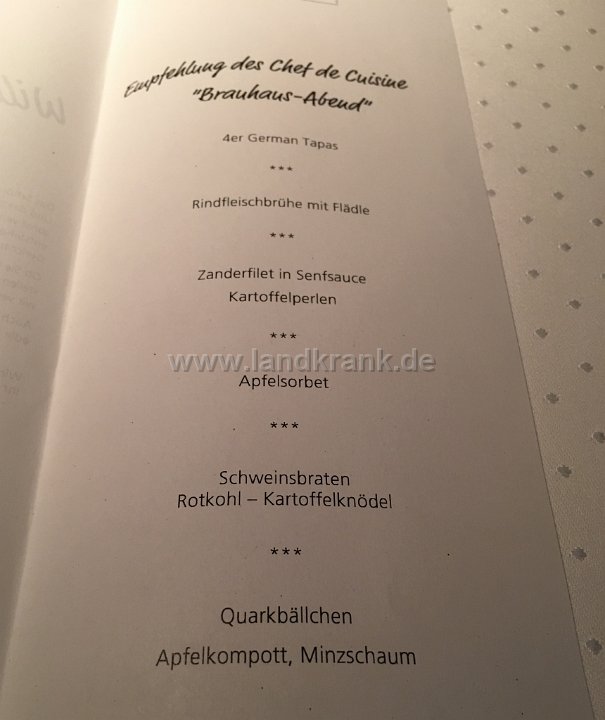 Empfehlung des Chef de Cuisine
"Brauhaus-Abend"
4er German Tapas
***
Rindfleischbrühe mit Flädle
***
Zanderfilet in Senfsauce
Kartoffelperlen
***
www.landkrank.de
Apfelsorbet
***
Schweinsbraten
Rotkohl – Kartoffelknödel
***
Quarkbällchen
Apfelkompott, Minzschaum